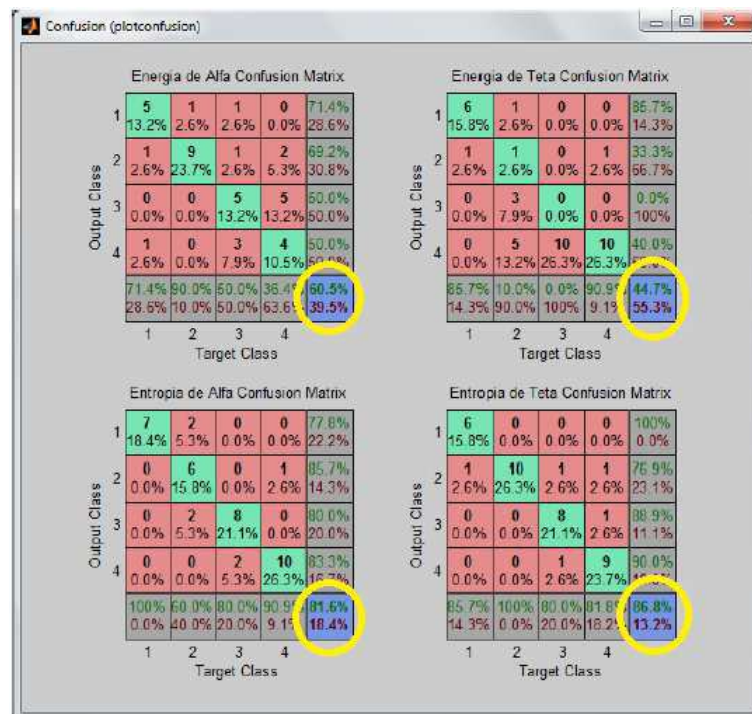 Confusion (plotconfusion)
Energia de Alfa Confusion Matrix
Output Class
1 5 1 1 0 71.4%
13.2% 2.6% 2.6% 0.0% 28.6%
2 1 9 1 2 69.2%
2.6% 23.7% 2.6% 5.3% 30.8%
3 0 0 5 5 50.0%
0.0% 0.0% 13.2% 13.2% 50.0%
4 1 0 3 4 50.0%
2.6% 0.0% 7.9% 10.5%
71.4% 90.0% 50.0% 36.4% 60.5%
28.6% 10.0% 50.0% 63.6% 39.5%
1 2 3 4
Target Class
Energia de Teta Confusion Matrix
Output Class
1 6 1 0 0 85.7%
15.8% 2.6% 0.0% 0.0% 14.3%
2 1 1 0 1 33.3%
2.6% 2.6% 0.0% 2.6% 66.7%
3 0 3 0 0 0.0%
0.0% 7.9% 0.0% 0.0% 100%
4 0 5 10 10 40.0%
0.0% 13.2% 26.3% 26.3%
85.7% 10.0% 0.0% 90.9% 44.7%
14.3% 90.0% 100% 9.1% 55.3%
1 2 3 4
Target Class
Entropia de Alfa Confusion Matrix
Output Class
1 7 2 0 0 77.8%
18.4% 5.3% 0.0% 0.0% 22.2%
2 0 6 0 1 85.7%
0.0% 15.8% 0.0% 2.6% 14.3%
3 0 2 8 0 80.0%
0.0% 5.3% 21.1% 0.0% 20.0%
4 0 0 2 10 83.3%
0.0% 0.0% 5.3% 26.3% 16.7%
100% 60.0% 80.0% 90.9% 81.6%
0.0% 40.0% 20.0% 9.1% 18.4%
1 2 3 4
Target Class
Entropia de Teta Confusion Matrix
Output Class
1 6 0 0 0 100%
15.8% 0.0% 0.0% 0.0% 0.0%
2 1 10 1 1 76.9%
2.6% 26.3% 2.6% 2.6% 23.1%
3 0 0 8 1 88.9%
0.0% 0.0% 21.1% 2.6% 11.1%
4 0 0 1 9 90.0%
0.0% 0.0% 2.6% 23.7%
85.7% 100% 80.0% 81.8% 86.8%
14.3% 0.0% 20.0% 18.2% 13.2%
1 2 3 4
Target Class